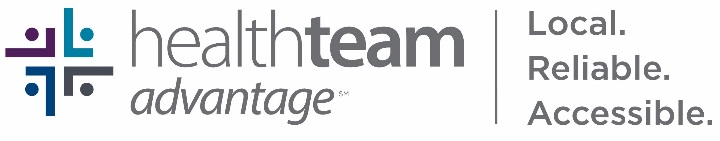 healthteam
advantage℠
Local.
Reliable.
Accessible.